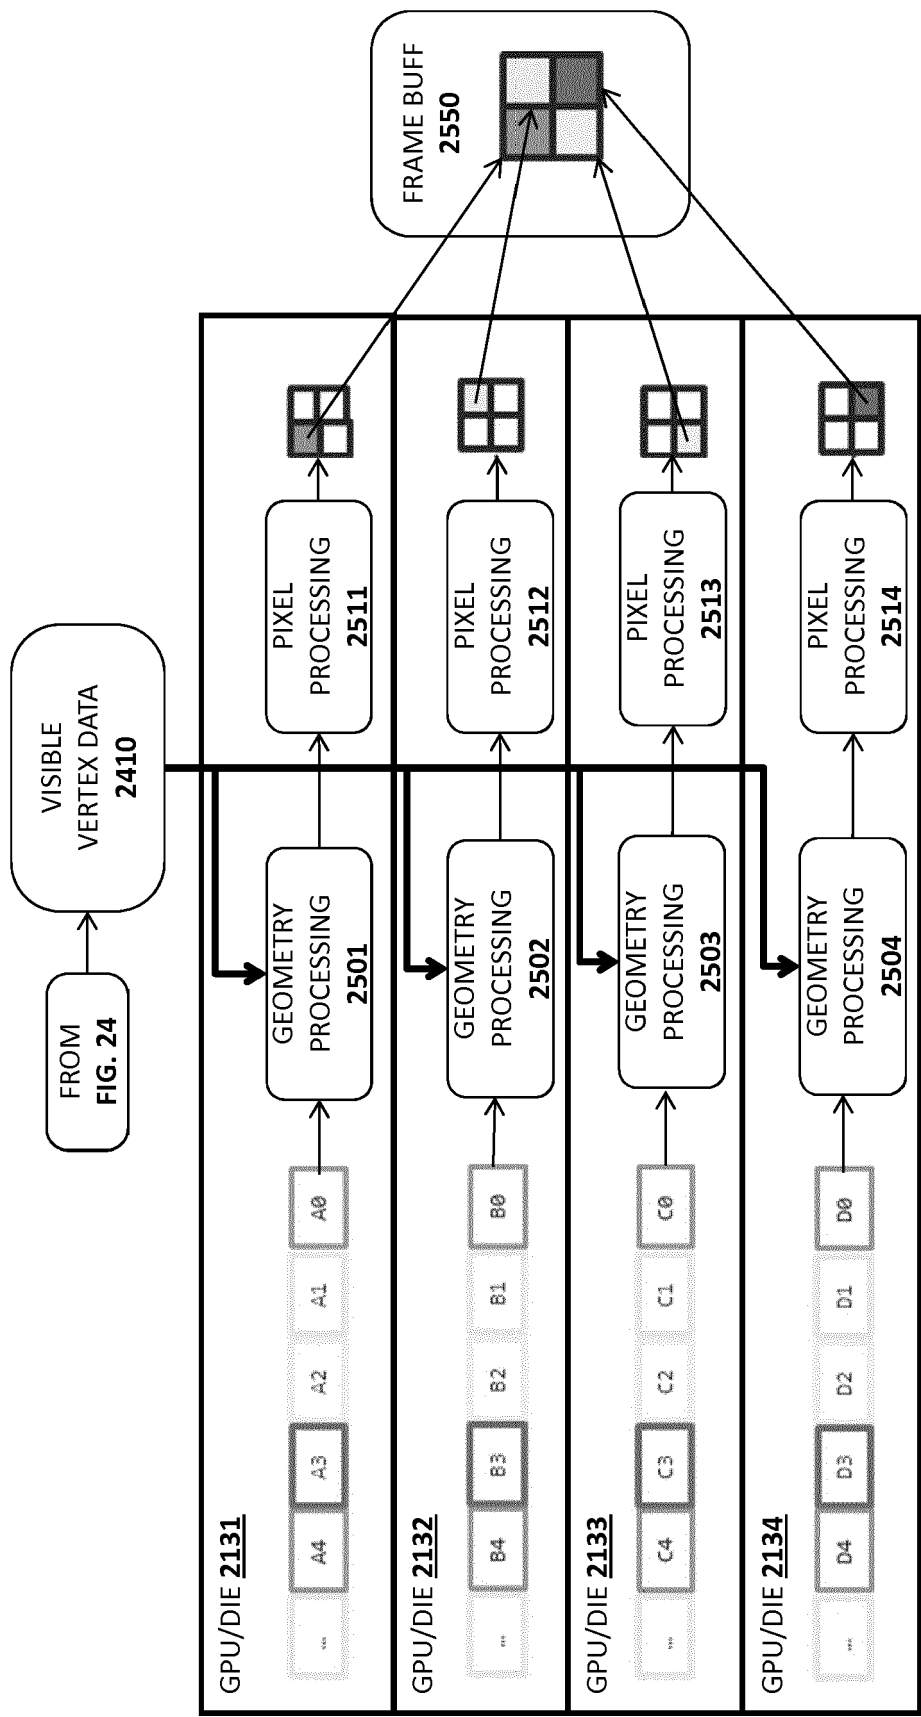 FROM
FIG. 24
VISIBLE
VERTEX DATA
2410
FRAME BUFF
2550
GPU/DIE 2131
...
A4
A3
A2
A1
A0
GEOMETRY
PROCESSING
2501
PIXEL
PROCESSING
2511
GPU/DIE 2132
...
B4
B3
B2
B1
B0
GEOMETRY
PROCESSING
2502
PIXEL
PROCESSING
2512
GPU/DIE 2133
...
C4
C3
C2
C1
C0
GEOMETRY
PROCESSING
2503
PIXEL
PROCESSING
2513
GPU/DIE 2134
...
D4
D3
D2
D1
D0
GEOMETRY
PROCESSING
2504
PIXEL
PROCESSING
2514